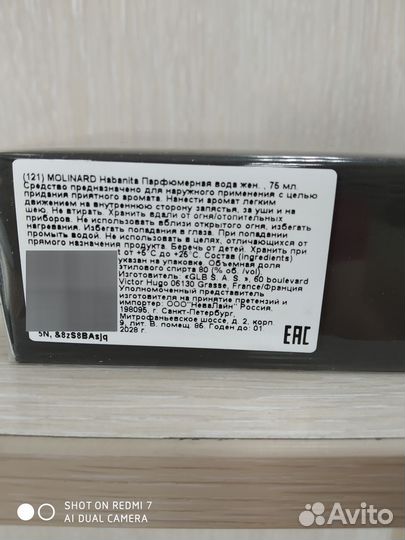 (121) MOLINARD Habanita Парфюмерная вода жен. , 75 мл.
Средство предназначено для наружного применения с целью
придания приятного аромата. Нанести аромат легким
движением на внутреннюю сторону запястья, за уши и на
шею. Не втирать. Хранить вдали от огня/отопительных
приборов. Не использовать вблизи открытого огня, избегать
нагревания. Избегать попадания в глаза. При попадании
промыть водой. Не использовать в целях, отличающихся от
прямого назначения продукта. Беречь от детей. Хранить при
от +5 С до +25 С. Состав (ingredients)
указан на упаковке. Объемная доля
этилового спирта 80 (% об. /vol).
Изготовитель: «GLB S. A. S.», 60 boulevard
Victor Hugo 06130 Grasse, France/Франция
Уполномоченный представитель
на принятие претензий и
импортер: ООО"НеваЛайн" Россия,
198095, г. Санкт-Петербург,
Митрофаньевское шоссе, д. 2, корп
9, лит. В, помещ. 86. Годен до: 01
2028 г.
5N, &8zS8BAsjq
EAC
SHOT ON REDMI 7
AI DUAL CAMERA
Avito